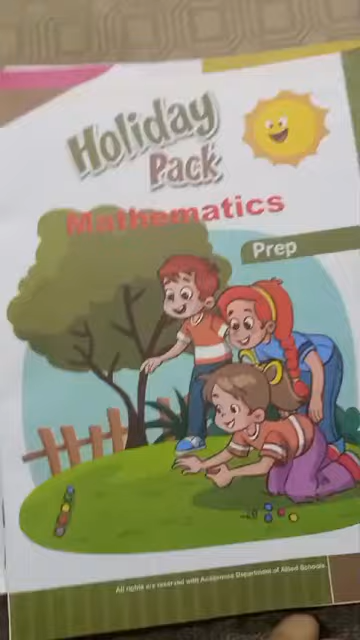 Holiday
Pack
Mathematics
Prep
All rights are reserved with Academics Department of Allied Schools